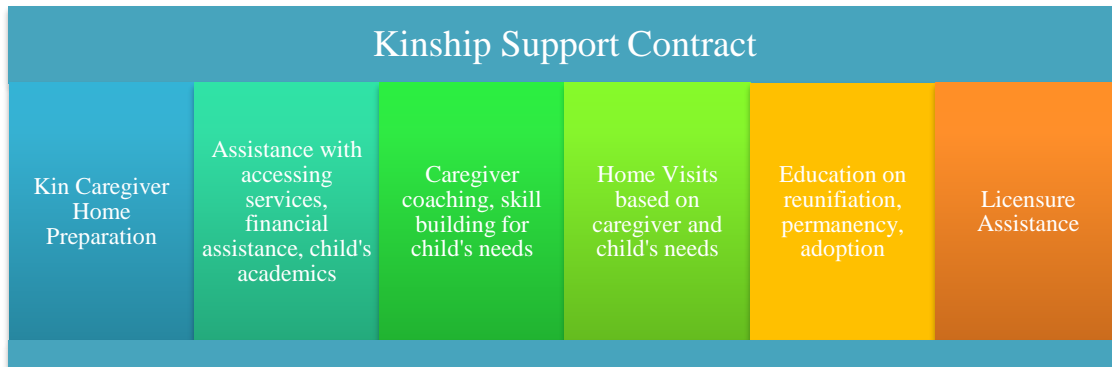 Kinship Support Contract
Kin Caregiver
Home
Preparation
Assistance with
accessing
services,
financial
assistance, child's
academics
Caregiver
coaching, skill
building for
child's needs
Home Visits
based on
caregiver and
child's needs
Education on
reunifiation,
permanency,
adoption
Licensure
Assistance